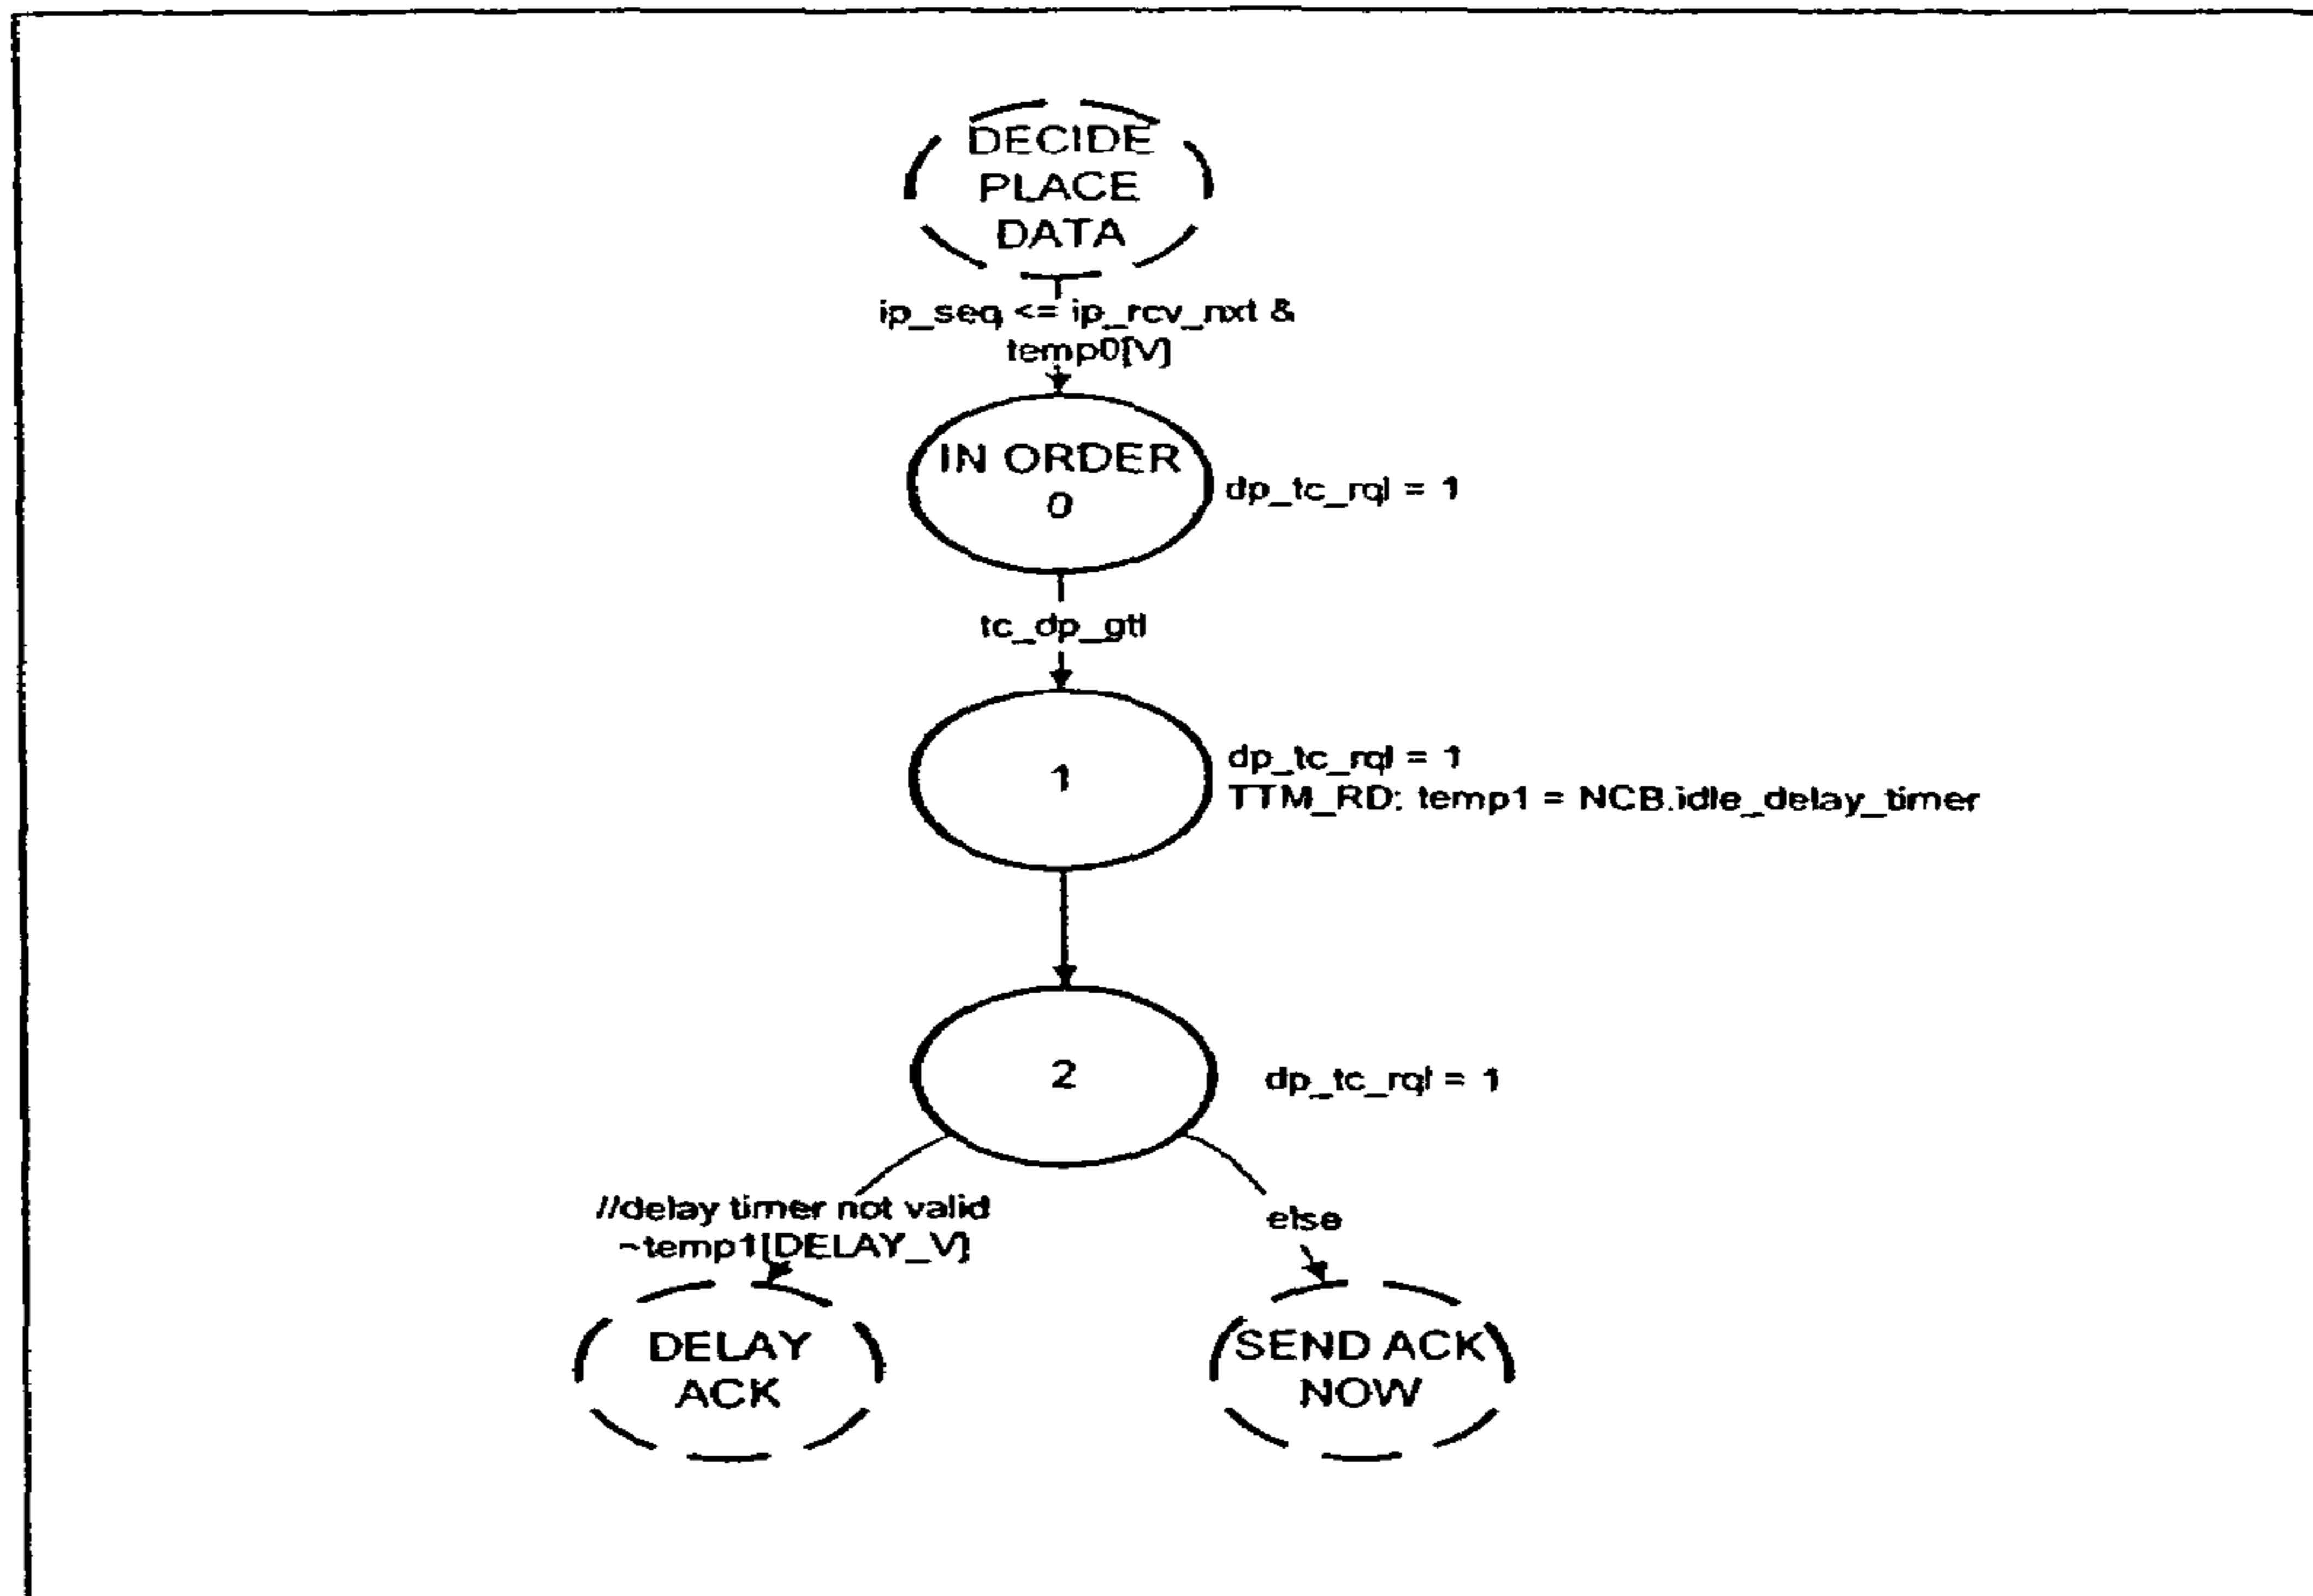 DECIDE
PLACE
DATA
ip_seq <= ip_rcv_nxt &
temp0[V]
IN ORDER
0
dp_tc_rql = 1
tc_dp_gtl
1
dp_tc_rql = 1
TTM_RD: temp1 = NCB.idle_delay_timer
2
dp_tc_rql = 1
//delay timer not valid
~temp1[DELAY_V]
else
DELAY
ACK
SEND ACK
NOW